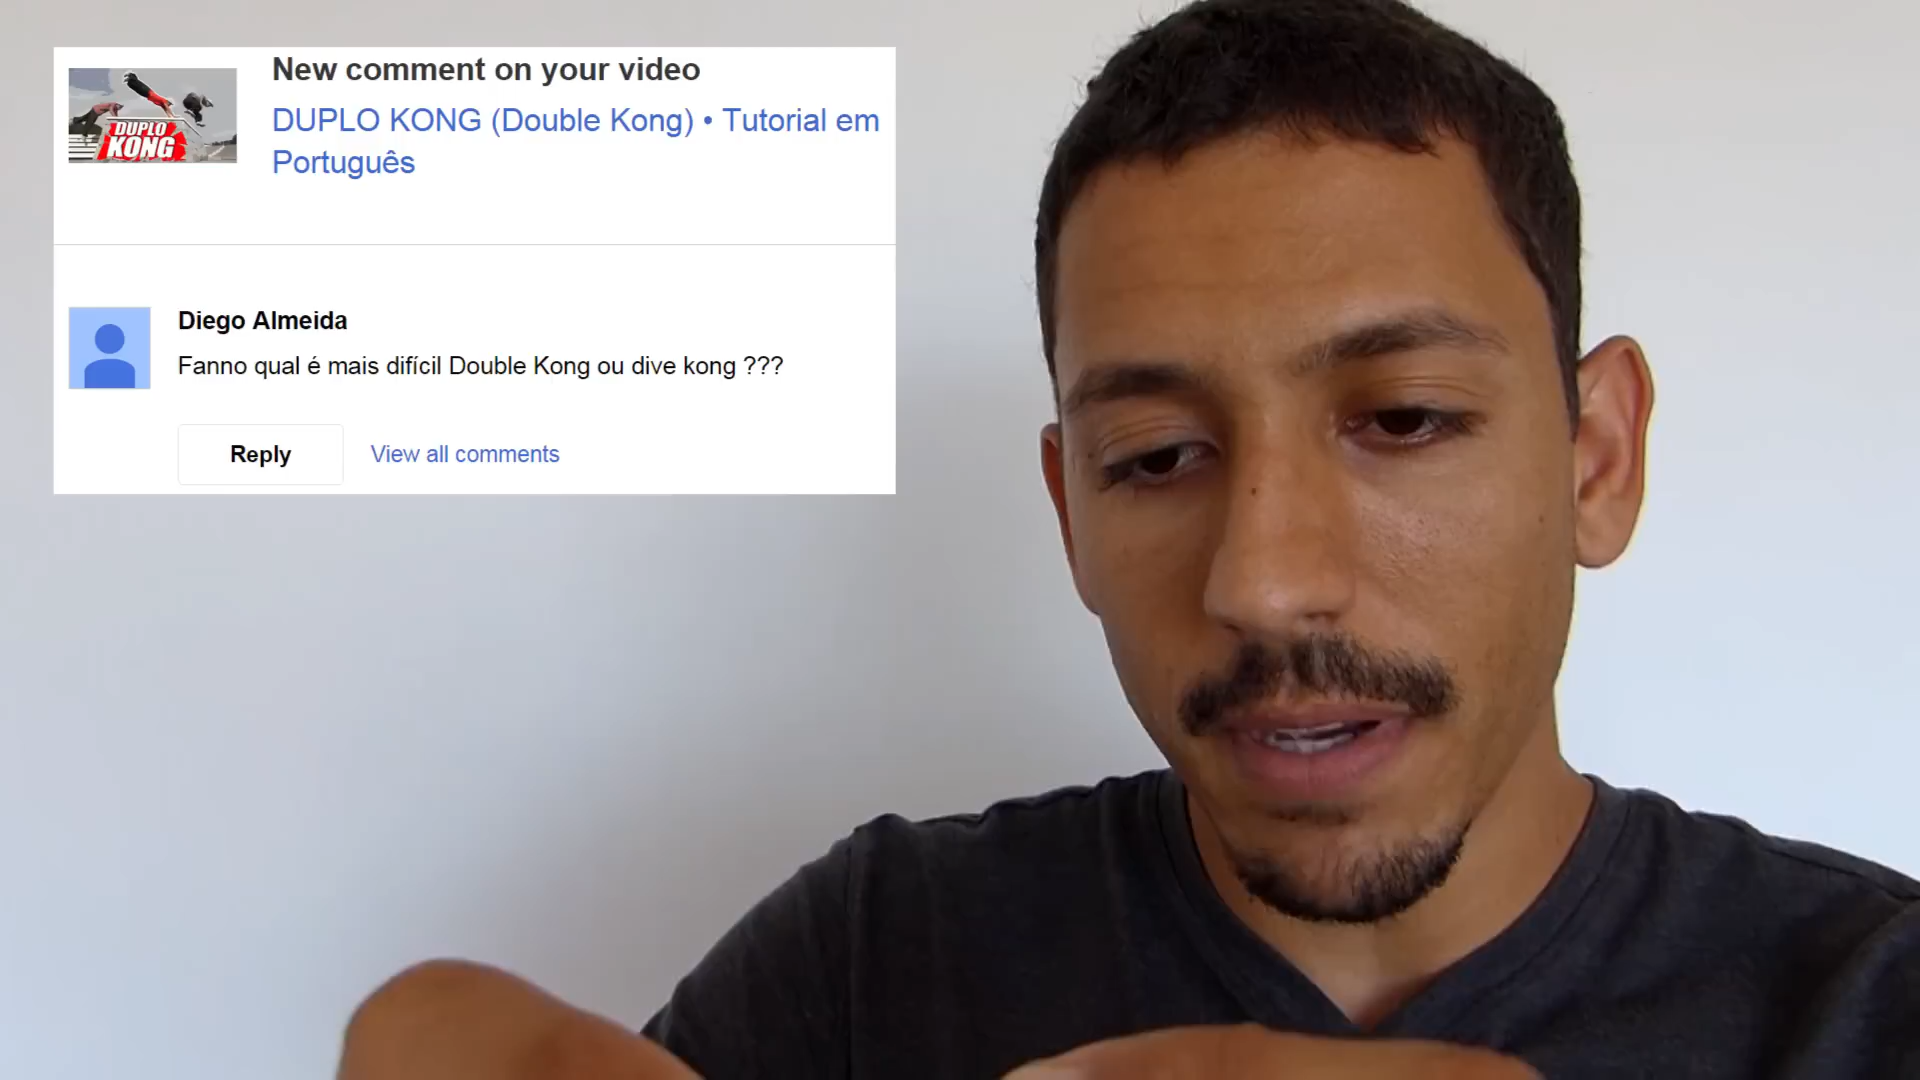 New comment on your video
DUPLO KONG (Double Kong) • Tutorial em
Português
DUPLO
KONG
Diego Almeida
Fanno qual é mais difícil Double Kong ou dive kong ???
Reply
View all comments